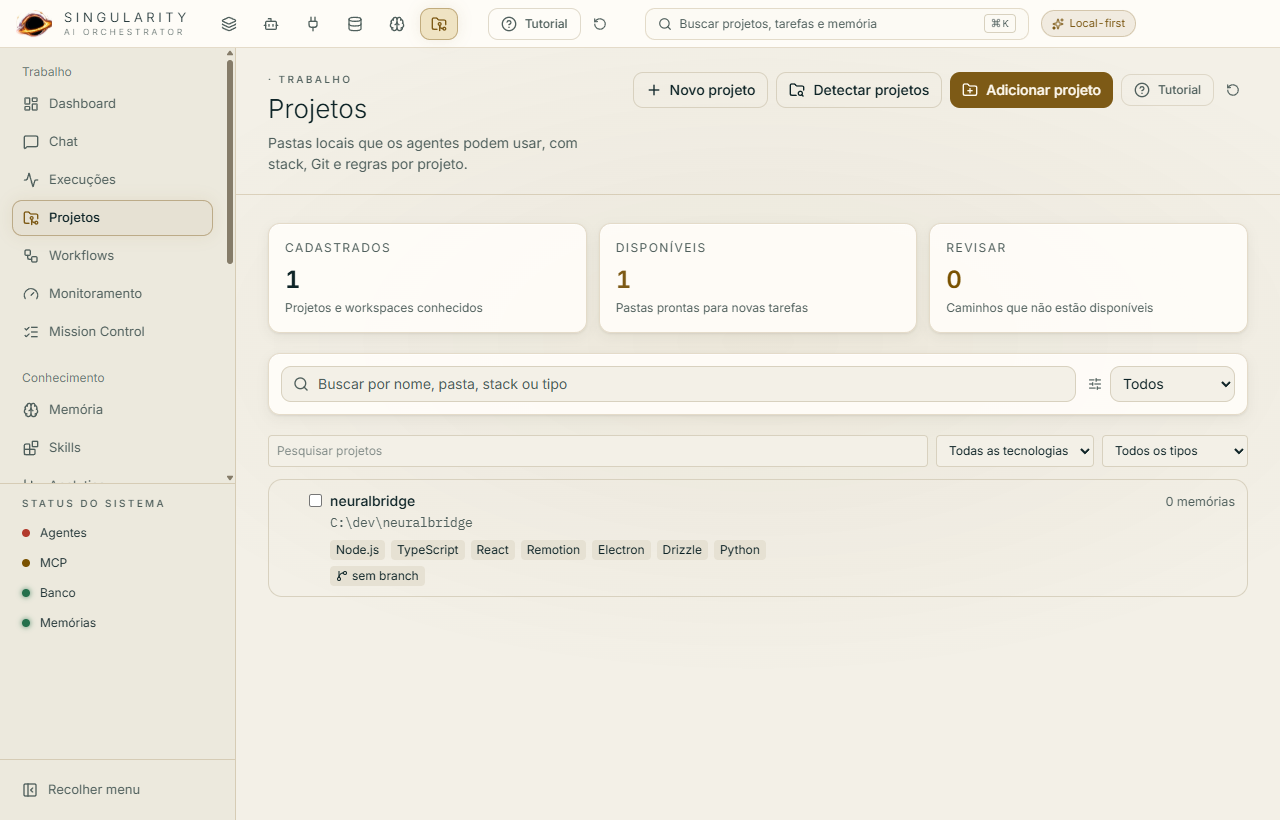 SINGULARITY
AI ORCHESTRATOR
Tutorial
Buscar projetos, tarefas e memória
⌘K
Local-first
Trabalho
Dashboard
Chat
Execuções
Projetos
Workflows
Monitoramento
Mission Control
Conhecimento
Memória
Skills
STATUS DO SISTEMA
Agentes
MCP
Banco
Memórias
Recolher menu
· TRABALHO
Projetos
Pastas locais que os agentes podem usar, com
stack, Git e regras por projeto.
Novo projeto
Detectar projetos
Adicionar projeto
Tutorial
CADASTRADOS
1
Projetos e workspaces conhecidos
DISPONÍVEIS
1
Pastas prontas para novas tarefas
REVISAR
0
Caminhos que não estão disponíveis
Buscar por nome, pasta, stack ou tipo
Todos
Pesquisar projetos
Todas as tecnologias
Todos os tipos
neuralbridge
0 memórias
C:\dev\neuralbridge
Node.js TypeScript React Remotion Electron Drizzle Python
sem branch